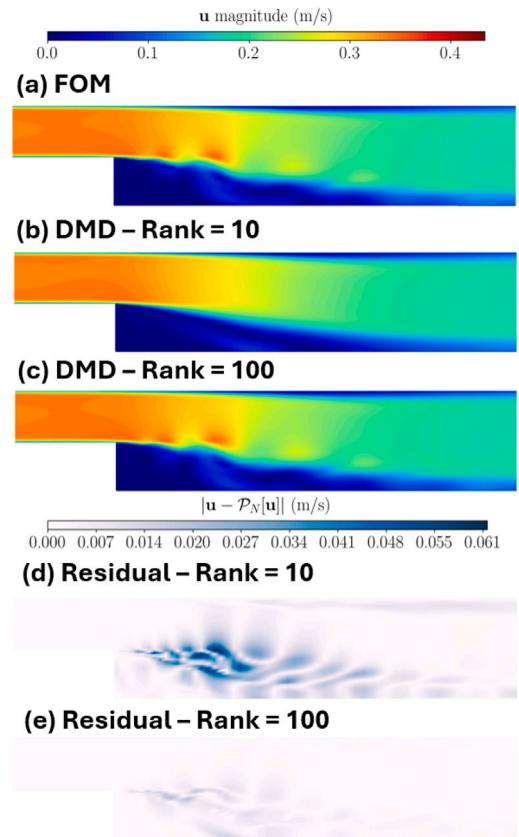 u magnitude (m/s)
0.0 0.1 0.2 0.3 0.4
(a) FOM
(b) DMD – Rank = 10
(c) DMD – Rank = 100
|u − P_N[u]| (m/s)
0.000 0.007 0.014 0.020 0.027 0.034 0.041 0.048 0.055 0.061
(d) Residual – Rank = 10
(e) Residual – Rank = 100